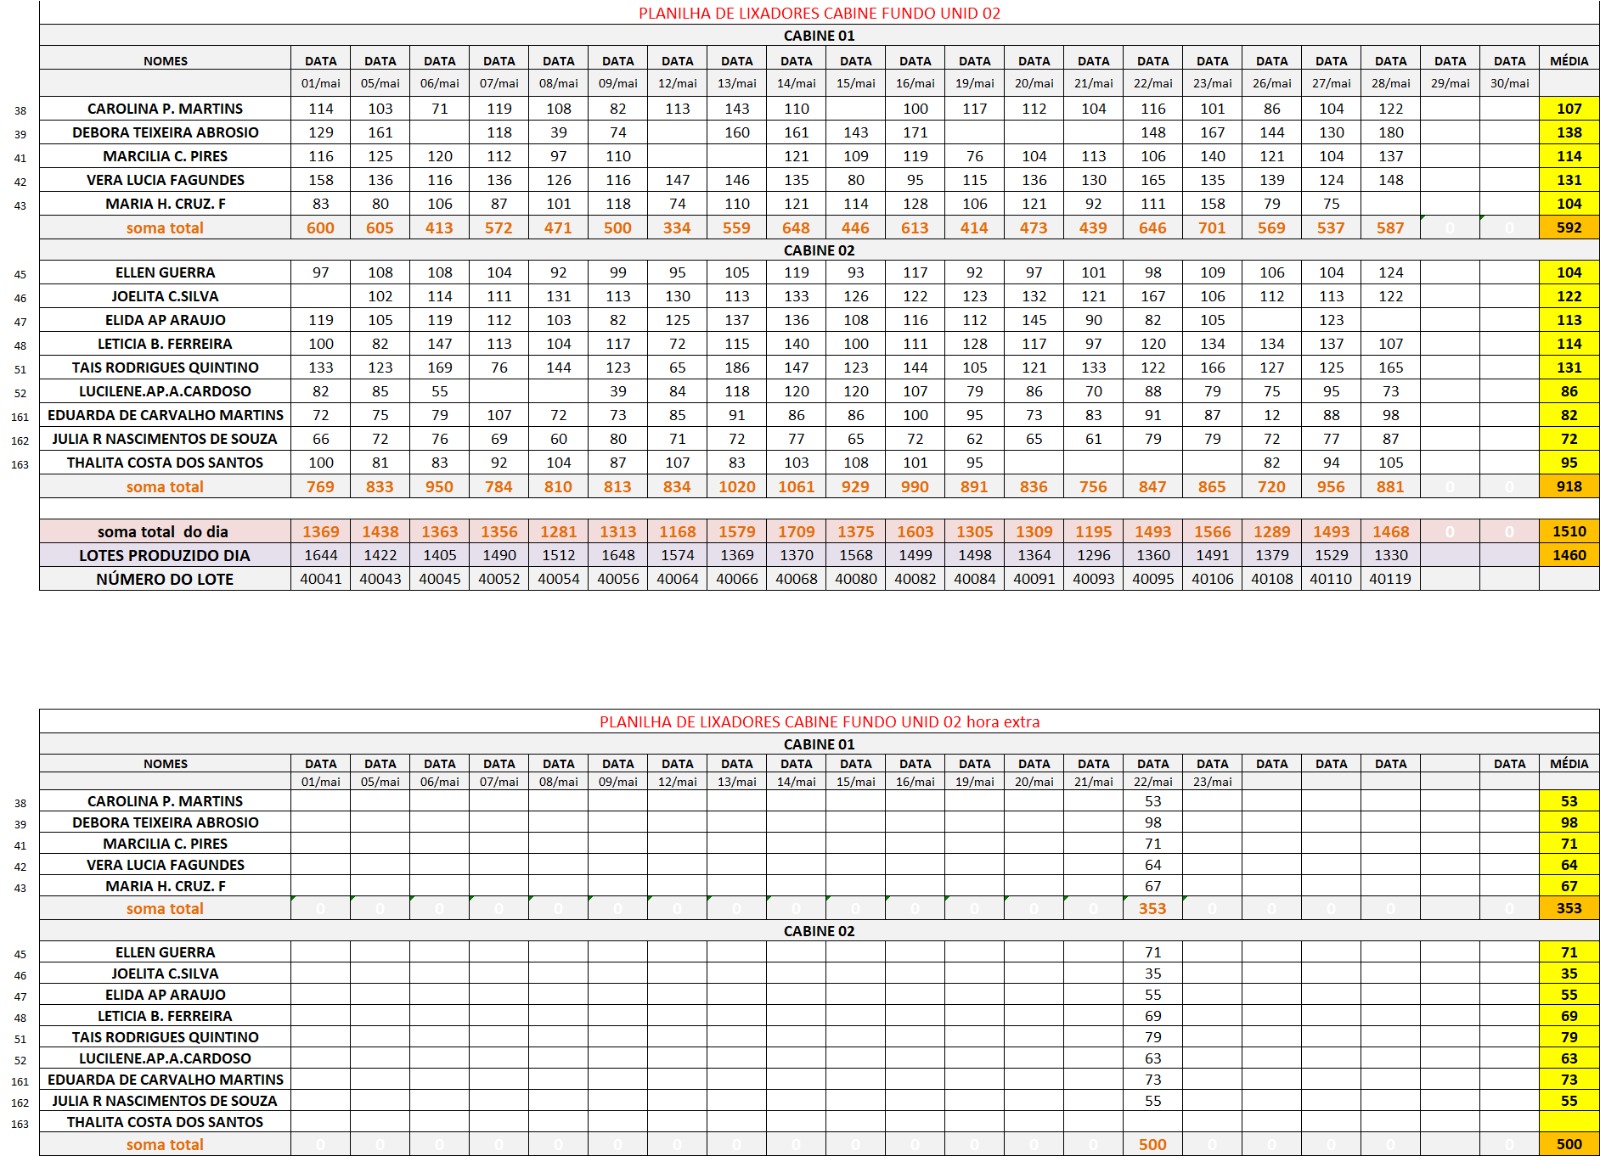 PLANILHA DE LIXADORES CABINE FUNDO UNID 02
CABINE 01
NOMES DATA DATA DATA DATA DATA DATA DATA DATA DATA DATA DATA DATA DATA DATA DATA DATA DATA DATA DATA DATA DATA MÉDIA
01/mai 05/mai 06/mai 07/mai 08/mai 09/mai 12/mai 13/mai 14/mai 15/mai 16/mai 19/mai 20/mai 21/mai 22/mai 23/mai 26/mai 27/mai 28/mai 29/mai 30/mai
38 CAROLINA P. MARTINS 114 103 71 119 108 82 113 143 110 100 117 112 104 116 101 86 104 122 107
39 DEBORA TEIXEIRA ABROSIO 129 161 118 39 74 160 161 143 171 148 167 144 130 180 138
41 MARCILIA C. PIRES 116 125 120 112 97 110 121 109 119 76 104 113 106 140 121 104 137 114
42 VERA LUCIA FAGUNDES 158 136 116 136 126 116 147 146 135 80 95 115 136 130 165 135 139 124 148 131
43 MARIA H. CRUZ. F 83 80 106 87 101 118 74 110 121 114 128 106 121 92 111 158 79 75 104
soma total 600 605 413 572 471 500 334 559 648 446 613 414 473 439 646 701 569 537 587 0 0 592
CABINE 02
45 ELLEN GUERRA 97 108 108 104 92 99 95 105 119 93 117 92 97 101 98 109 106 104 124 104
46 JOELITA C.SILVA 102 114 111 131 113 130 113 133 126 122 123 132 121 167 106 112 113 122 122
47 ELIDA AP ARAUJO 119 105 119 112 103 82 125 137 136 108 116 112 145 90 82 105 123 113
48 LETICIA B. FERREIRA 100 82 147 113 104 117 72 115 140 100 111 128 117 97 120 134 134 137 107 114
51 TAIS RODRIGUES QUINTINO 133 123 169 76 144 123 65 186 147 123 144 105 121 133 122 166 127 125 165 131
52 LUCILENE.AP.A.CARDOSO 82 85 55 39 84 118 120 120 107 79 86 70 88 79 75 95 73 86
161 EDUARDA DE CARVALHO MARTINS 72 75 79 107 72 73 85 91 86 86 100 95 73 83 91 87 12 88 98 82
162 JULIA R NASCIMENTOS DE SOUZA 66 72 76 69 60 80 71 72 77 65 72 62 65 61 79 79 72 77 87 72
163 THALITA COSTA DOS SANTOS 100 81 83 92 104 87 107 83 103 108 101 95 82 94 105 95
soma total 769 833 950 784 810 813 834 1020 1061 929 990 891 836 756 847 865 720 956 881 0 0 918
soma total do dia 1369 1438 1363 1356 1281 1313 1168 1579 1709 1375 1603 1305 1309 1195 1493 1566 1289 1493 1468 0 0 1510
LOTES PRODUZIDO DIA 1644 1422 1405 1490 1512 1648 1574 1369 1370 1568 1499 1498 1364 1296 1360 1491 1379 1529 1330 1460
NÚMERO DO LOTE 40041 40043 40045 40052 40054 40056 40064 40066 40068 40080 40082 40084 40091 40093 40095 40106 40108 40110 40119
PLANILHA DE LIXADORES CABINE FUNDO UNID 02 hora extra
CABINE 01
NOMES DATA DATA DATA DATA DATA DATA DATA DATA DATA DATA DATA DATA DATA DATA DATA DATA DATA DATA DATA DATA MÉDIA
01/mai 05/mai 06/mai 07/mai 08/mai 09/mai 12/mai 13/mai 14/mai 15/mai 16/mai 19/mai 20/mai 21/mai 22/mai 23/mai
38 CAROLINA P. MARTINS 53 53
39 DEBORA TEIXEIRA ABROSIO 98 98
41 MARCILIA C. PIRES 71 71
42 VERA LUCIA FAGUNDES 64 64
43 MARIA H. CRUZ. F 67 67
soma total 0 0 0 0 0 0 0 0 0 0 0 0 0 0 353 0 0 0 0 0 353
CABINE 02
45 ELLEN GUERRA 71 71
46 JOELITA C.SILVA 35 35
47 ELIDA AP ARAUJO 55 55
48 LETICIA B. FERREIRA 69 69
51 TAIS RODRIGUES QUINTINO 79 79
52 LUCILENE.AP.A.CARDOSO 63 63
161 EDUARDA DE CARVALHO MARTINS 73 73
162 JULIA R NASCIMENTOS DE SOUZA 55 55
163 THALITA COSTA DOS SANTOS
soma total 0 0 0 0 0 0 0 0 0 0 0 0 0 0 500 0 0 0 0 0 500